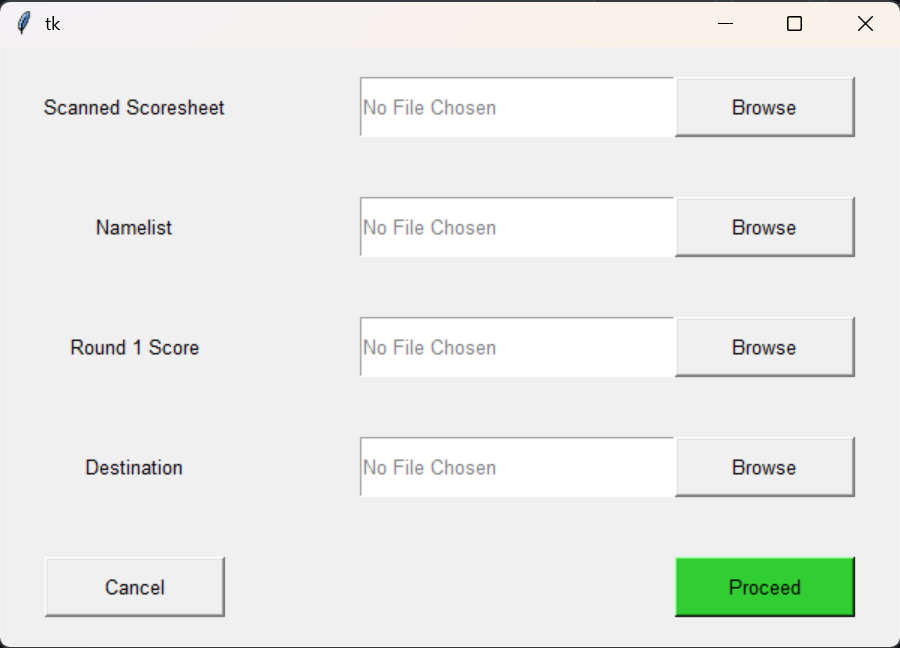 tk
Scanned Scoresheet No File Chosen Browse
Namelist No File Chosen Browse
Round 1 Score No File Chosen Browse
Destination No File Chosen Browse
Cancel Proceed